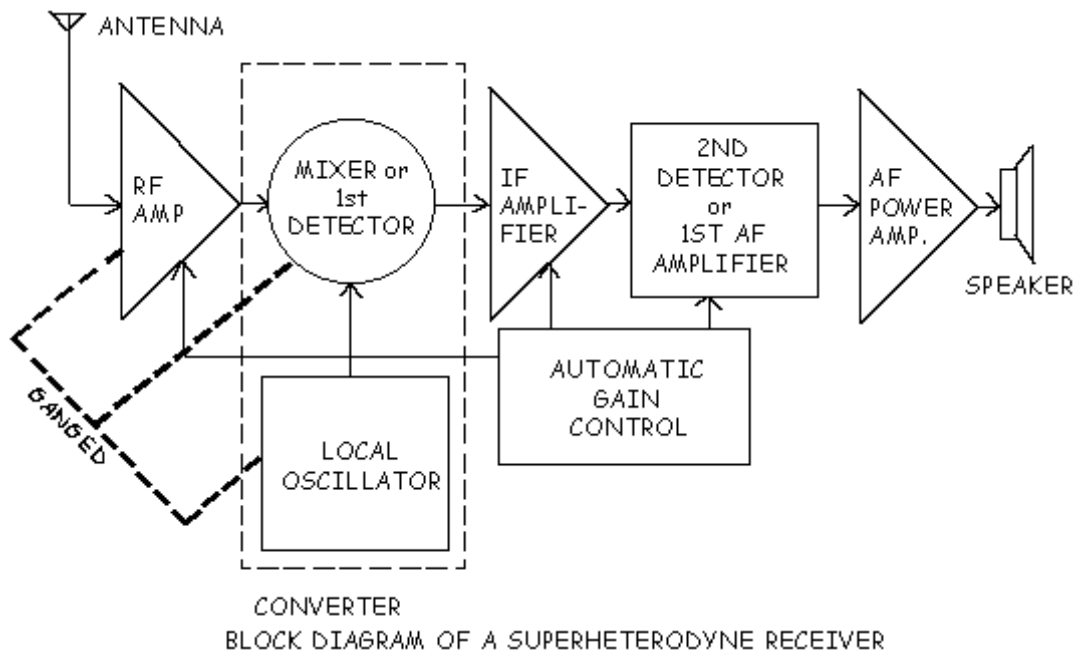 ANTENNA
RF
AMP
MIXER or
1st
DETECTOR
IF
AMPLI-
FIER
2ND
DETECTOR
or
1ST AF
AMPLIFIER
AF
POWER
AMP.
SPEAKER
GANGED
LOCAL
OSCILLATOR
AUTOMATIC
GAIN
CONTROL
CONVERTER
BLOCK DIAGRAM OF A SUPERHETERODYNE RECEIVER